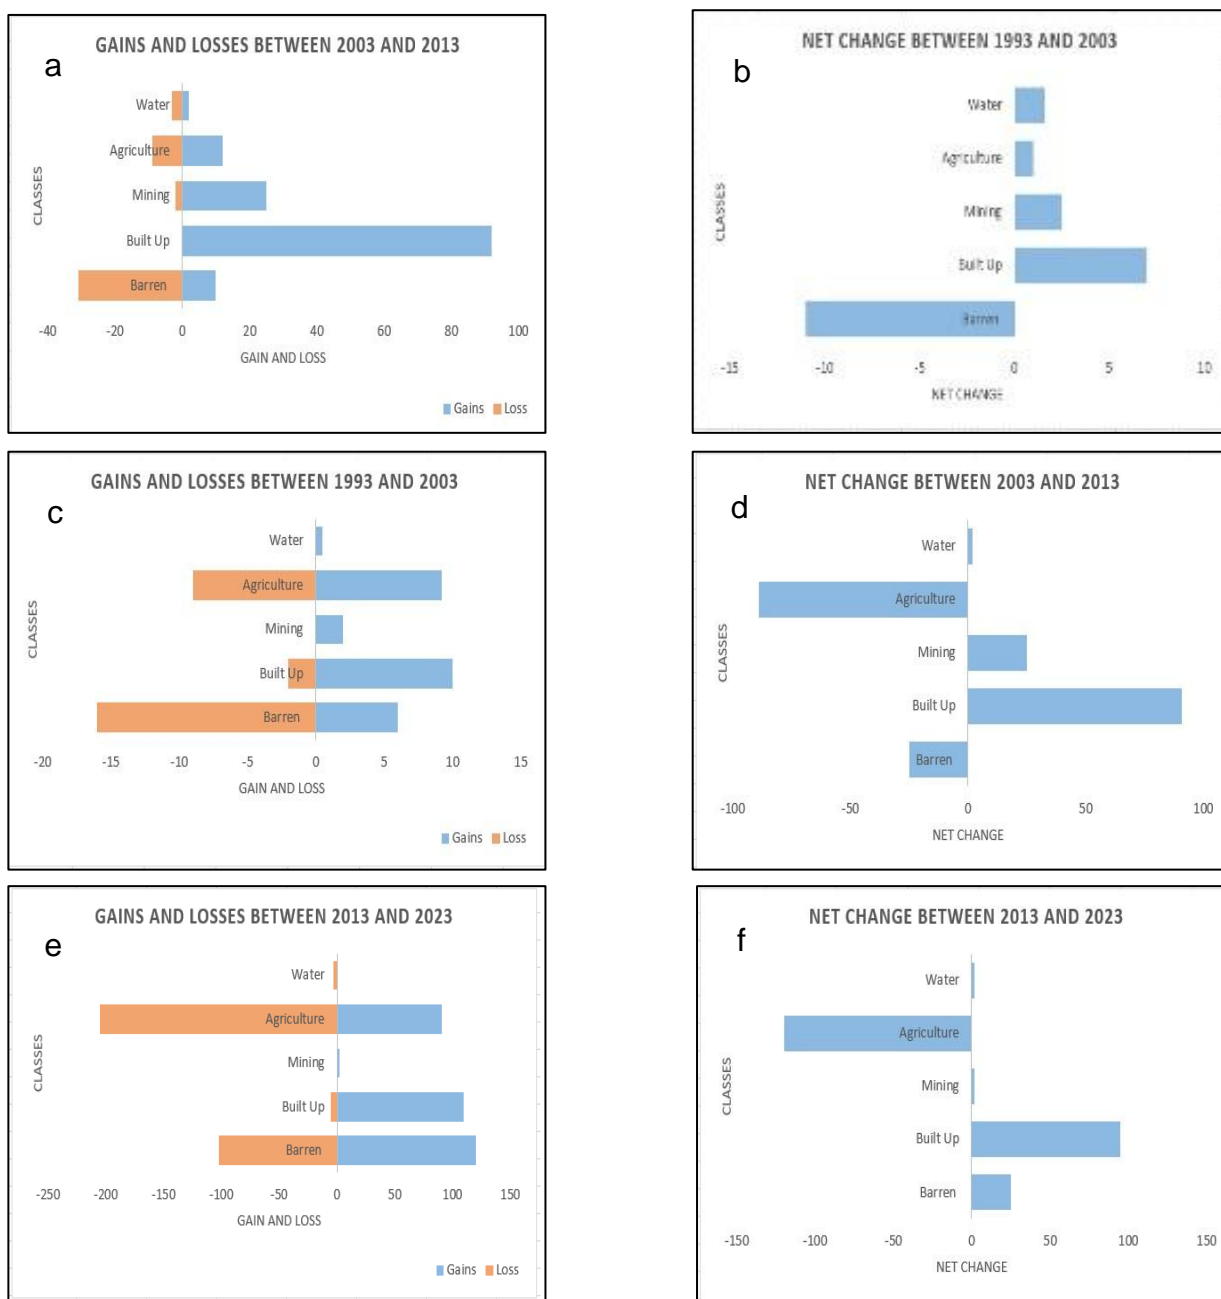 GAINS AND LOSSES BETWEEN 2003 AND 2013
a
Water
Agriculture
Mining
Built Up
Barren
CLASSES
-40 -20 0 20 40 60 80 100
GAIN AND LOSS
Gains Loss
NET CHANGE BETWEEN 1993 AND 2003
b
Water
Agriculture
Mining
Built Up
Barren
CLASSES
-15 -10 -5 0 5 10
NET CHANGE
GAINS AND LOSSES BETWEEN 1993 AND 2003
c
Water
Agriculture
Mining
Built Up
Barren
CLASSES
-20 -15 -10 -5 0 5 10 15
GAIN AND LOSS
Gains Loss
NET CHANGE BETWEEN 2003 AND 2013
d
Water
Agriculture
Mining
Built Up
Barren
CLASSES
-100 -50 0 50 100
NET CHANGE
GAINS AND LOSSES BETWEEN 2013 AND 2023
e
Water
Agriculture
Mining
Built Up
Barren
CLASSES
-250 -200 -150 -100 -50 0 50 100 150
GAIN AND LOSS
Gains Loss
NET CHANGE BETWEEN 2013 AND 2023
f
Water
Agriculture
Mining
Built Up
Barren
CLASSES
-150 -100 -50 0 50 100 150
NET CHANGE